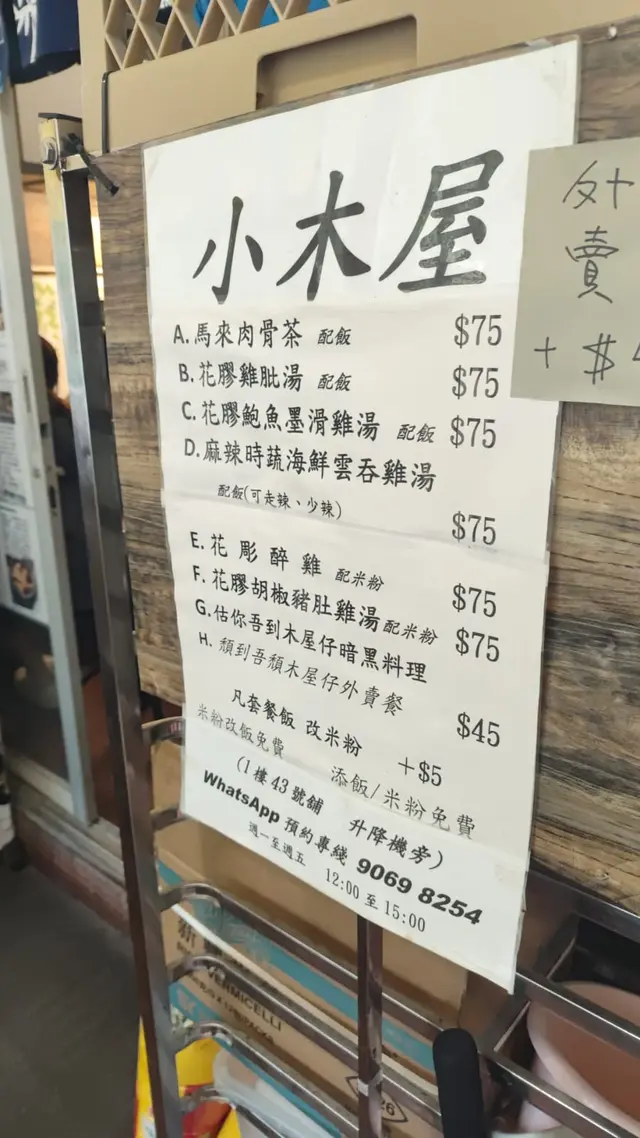 小木屋
A. 馬來肉骨茶 配飯 $75
B. 花膠雞肶湯 配飯 $75
C. 花膠鮑魚墨滑雞湯 配飯 $75
D. 麻辣時蔬海鮮雲吞雞湯
配飯(可走辣、少辣) $75
E. 花彫醉雞 配米粉 $75
F. 花膠胡椒豬肚雞湯 配米粉 $75
G. 估你吾到木屋仔暗黑料理
H. 頹到吾頹木屋仔外賣餐 $45
凡套餐飯 改米粉 +$5
米粉改飯免費 添飯/米粉免費
(1樓43號舖 升降機旁)
WhatsApp 預約專綫 9069 8254
週一至週五 12:00 至 15:00
外
賣
+ $
VERMICELLI